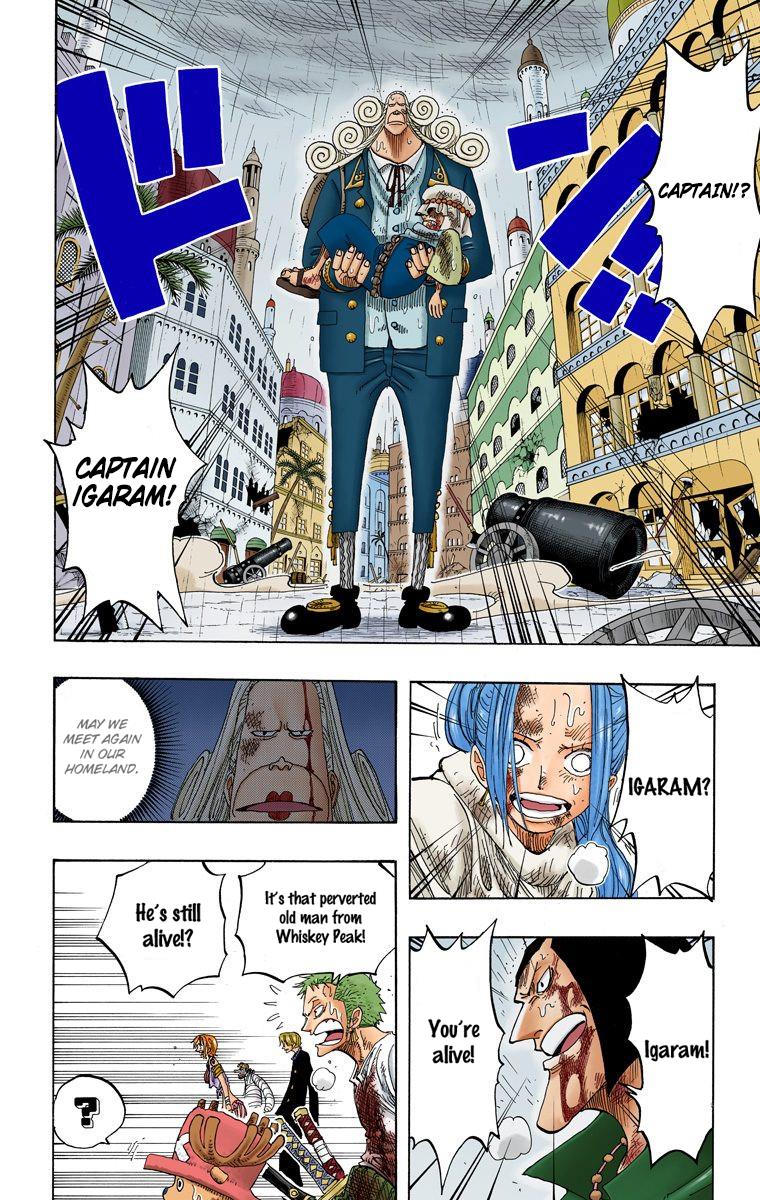 ドドン
CAPTAIN!?
CAPTAIN
IGARAM!
MAY WE
MEET AGAIN
IN OUR
HOMELAND.
IGARAM?
It's that perverted
old man from
Whiskey Peak!
He's still
alive!?
?
Igaram!
You're
alive!